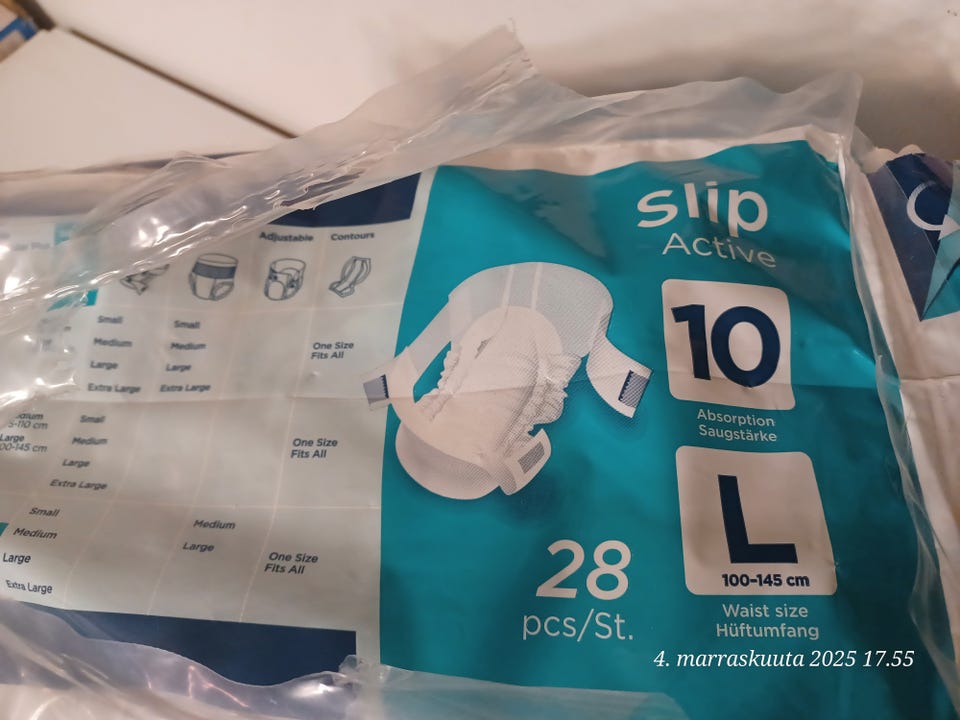 slip
Active
10
Absorption
Saugstärke
L
100-145 cm
Waist size
Hüftumfang
28
pcs/St.
Adjustable Contours
Small Small
Medium Medium
One Size
Fits All
Large Large
Extra Large Extra Large
Small
Medium
Large
Extra Large
One Size
Fits All
Small
Medium Medium
Large Large
Extra Large
One Size
Fits All
4. marraskuuta 2025 17.55